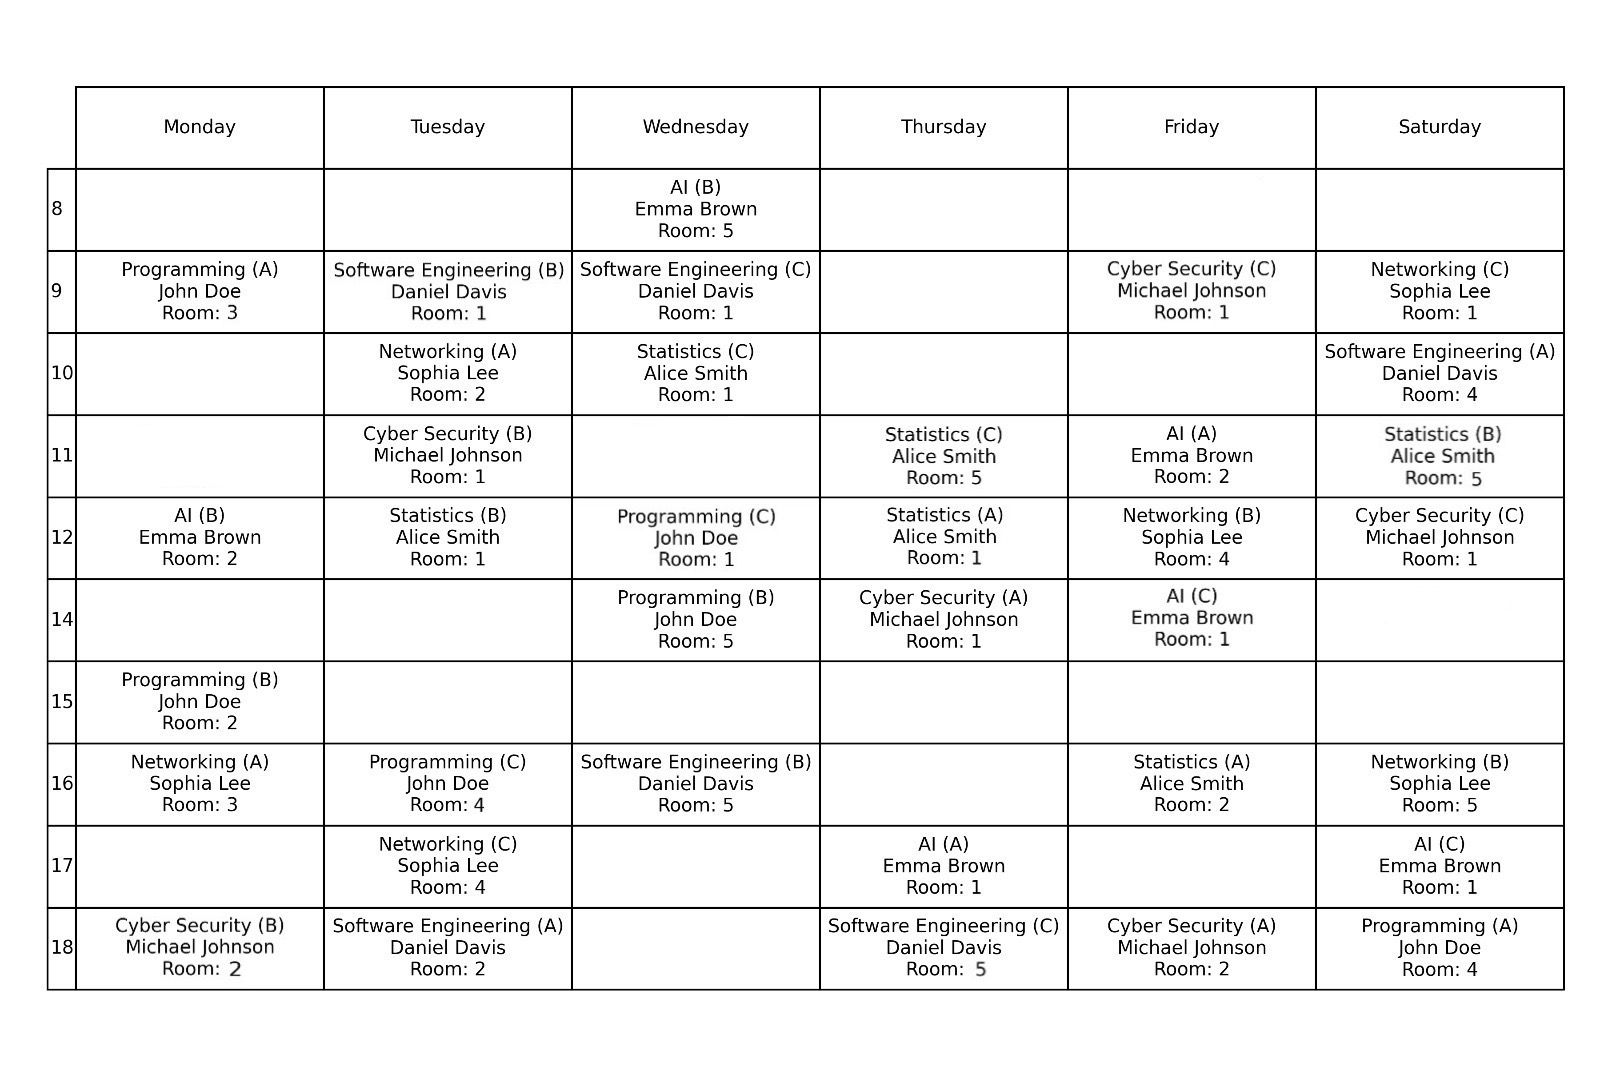 Monday
Tuesday
Wednesday
Thursday
Friday
Saturday
8
AI (B)
Emma Brown
Room: 5
9
Programming (A)
John Doe
Room: 3
Software Engineering (B)
Daniel Davis
Room: 1
Software Engineering (C)
Daniel Davis
Room: 1
Cyber Security (C)
Michael Johnson
Room: 1
Networking (C)
Sophia Lee
Room: 1
10
Networking (A)
Sophia Lee
Room: 2
Statistics (C)
Alice Smith
Room: 1
Software Engineering (A)
Daniel Davis
Room: 4
11
Cyber Security (B)
Michael Johnson
Room: 1
Statistics (C)
Alice Smith
Room: 5
AI (A)
Emma Brown
Room: 2
Statistics (B)
Alice Smith
Room: 5
12
AI (B)
Emma Brown
Room: 2
Statistics (B)
Alice Smith
Room: 1
Programming (C)
John Doe
Room: 1
Statistics (A)
Alice Smith
Room: 1
Networking (B)
Sophia Lee
Room: 4
Cyber Security (C)
Michael Johnson
Room: 1
14
Programming (B)
John Doe
Room: 5
Cyber Security (A)
Michael Johnson
Room: 1
AI (C)
Emma Brown
Room: 1
15
Programming (B)
John Doe
Room: 2
16
Networking (A)
Sophia Lee
Room: 3
Programming (C)
John Doe
Room: 4
Software Engineering (B)
Daniel Davis
Room: 5
Statistics (A)
Alice Smith
Room: 2
Networking (B)
Sophia Lee
Room: 5
17
Networking (C)
Sophia Lee
Room: 4
AI (A)
Emma Brown
Room: 1
AI (C)
Emma Brown
Room: 1
18
Cyber Security (B)
Michael Johnson
Room: 2
Software Engineering (A)
Daniel Davis
Room: 2
Software Engineering (C)
Daniel Davis
Room: 5
Cyber Security (A)
Michael Johnson
Room: 2
Programming (A)
John Doe
Room: 4